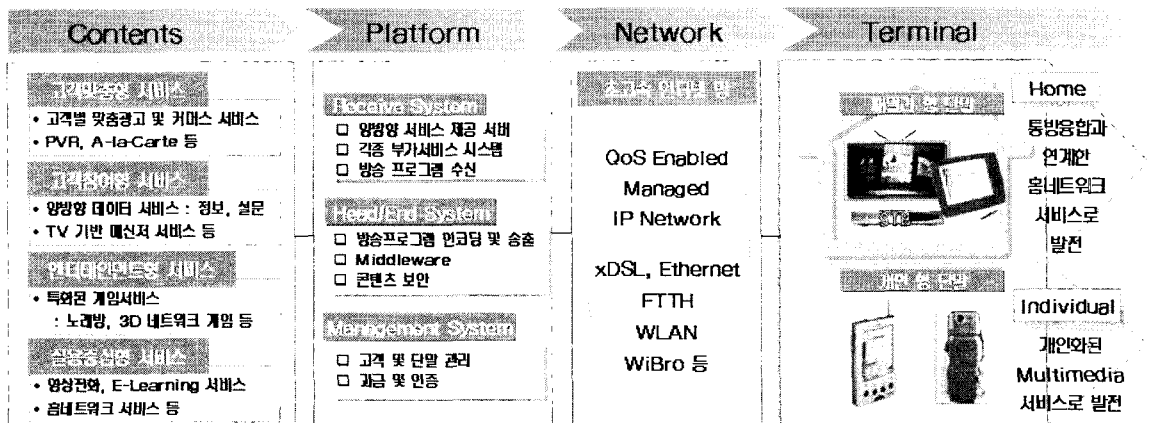 Contents
고객맞춤형 서비스
• 고객별 맞춤광고 및 커머스 서비스
• PVR, A-la-Carte 등
고객참여형 서비스
• 양방향 데이터 서비스 : 정보, 설문
• TV 기반 메신저 서비스 등
엔터테인먼트형 서비스
• 특화된 게임서비스
: 노래방, 3D 네트워크 게임 등
실용중심형 서비스
• 영상전화, E-Learning 서비스
• 홈네트워크 서비스 등
Platform
Receive System
□ 양방향 서비스 제공 서버
□ 각종 부가서비스 시스템
□ 방송 프로그램 수신
Head/End System
□ 방송프로그램 인코딩 및 송출
□ Middleware
□ 콘텐츠 보안
Management System
□ 고객 및 단말 관리
□ 과금 및 인증
Network
초고속 인터넷 망
QoS Enabled
Managed
IP Network
xDSL, Ethernet
FTTH
WLAN
WiBro 등
Terminal
Home
통방융합과
연계한
홈네트워크
서비스로
발전
개인 형 단말
Individual
개인화된
Multimedia
서비스로 발전